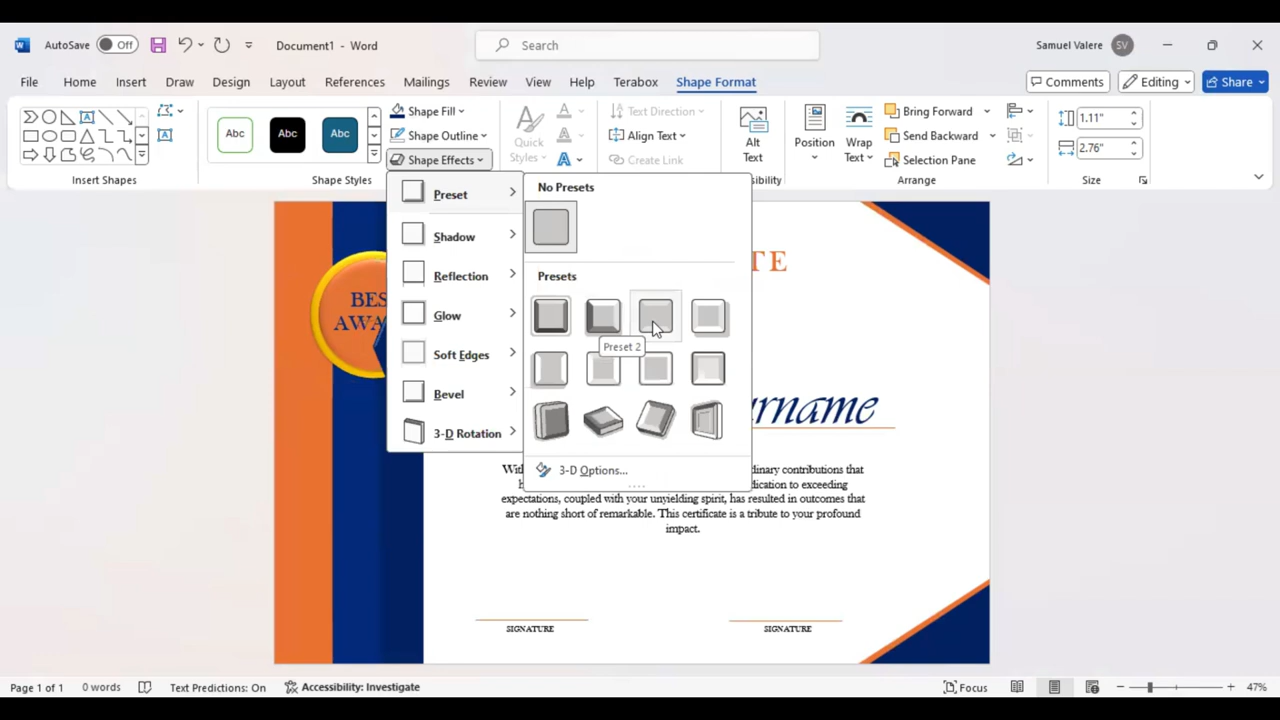 AutoSave Off Document1 - Word Search Samuel Valere SV
File Home Insert Draw Design Layout References Mailings Review View Help Terabox Shape Format Comments Editing Share
Abc Abc Abc
Shape Fill
Shape Outline
Shape Effects
Quick
Styles
Text Direction
Align Text
Create Link
Alt
Text
Position
Wrap
Text
Bring Forward
Send Backward
Selection Pane
1.11"
2.76"
Insert Shapes Shape Styles Arrange Size
Preset
Shadow
Reflection
Glow
Soft Edges
Bevel
3-D Rotation
No Presets
Presets
Preset 2
3-D Options...
SIGNATURE SIGNATURE
expectations, coupled with your unyielding spirit, has resulted in outcomes that
are nothing short of remarkable. This certificate is a tribute to your profound
impact.
Page 1 of 1 0 words Text Predictions: On Accessibility: Investigate Focus 47%